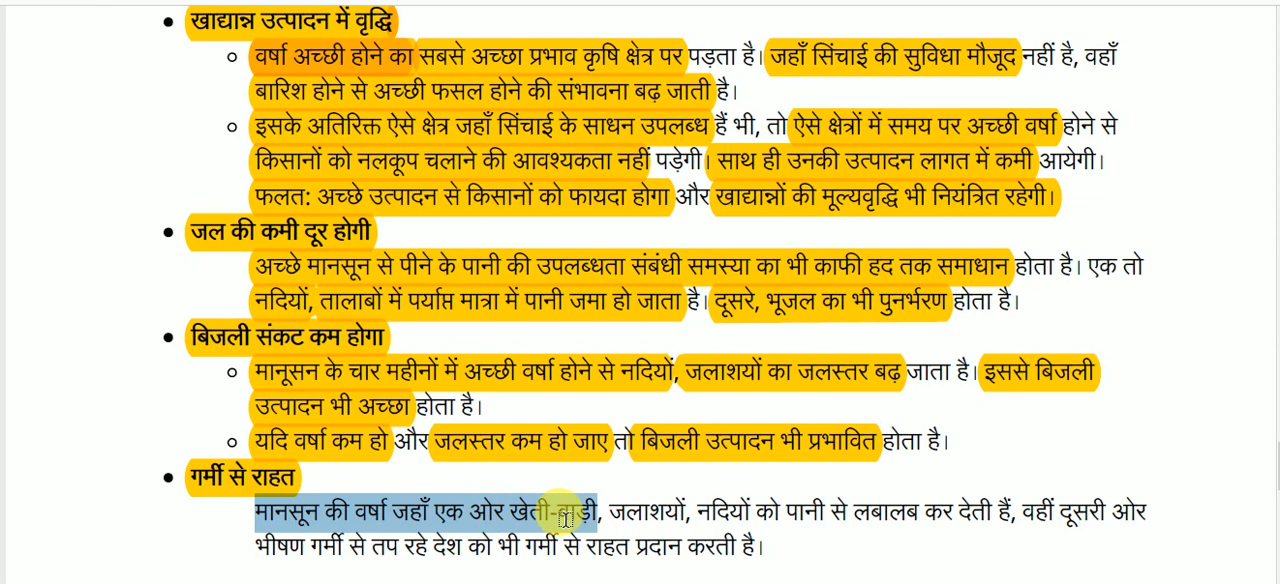 खाद्यान्न उत्पादन में वृद्धि
वर्षा अच्छी होने का सबसे अच्छा प्रभाव कृषि क्षेत्र पर पड़ता है। जहाँ सिंचाई की सुविधा मौजूद नहीं है, वहाँ
बारिश होने से अच्छी फसल होने की संभावना बढ़ जाती है।
इसके अतिरिक्त ऐसे क्षेत्र जहाँ सिंचाई के साधन उपलब्ध हैं भी, तो ऐसे क्षेत्रों में समय पर अच्छी वर्षा होने से
किसानों को नलकूप चलाने की आवश्यकता नहीं पड़ेगी। साथ ही उनकी उत्पादन लागत में कमी आयेगी।
फलत: अच्छे उत्पादन से किसानों को फायदा होगा और खाद्यान्नों की मूल्यवृद्धि भी नियंत्रित रहेगी।
जल की कमी दूर होगी
अच्छे मानसून से पीने के पानी की उपलब्धता संबंधी समस्या का भी काफी हद तक समाधान होता है। एक तो
नदियों, तालाबों में पर्याप्त मात्रा में पानी जमा हो जाता है। दूसरे, भूजल का भी पुनर्भरण होता है।
बिजली संकट कम होगा
मानूसन के चार महीनों में अच्छी वर्षा होने से नदियों, जलाशयों का जलस्तर बढ़ जाता है। इससे बिजली
उत्पादन भी अच्छा होता है।
यदि वर्षा कम हो और जलस्तर कम हो जाए तो बिजली उत्पादन भी प्रभावित होता है।
गर्मी से राहत
मानसून की वर्षा जहाँ एक ओर खेती-बाड़ी, जलाशयों, नदियों को पानी से लबालब कर देती हैं, वहीं दूसरी ओर
भीषण गर्मी से तप रहे देश को भी गर्मी से राहत प्रदान करती है।